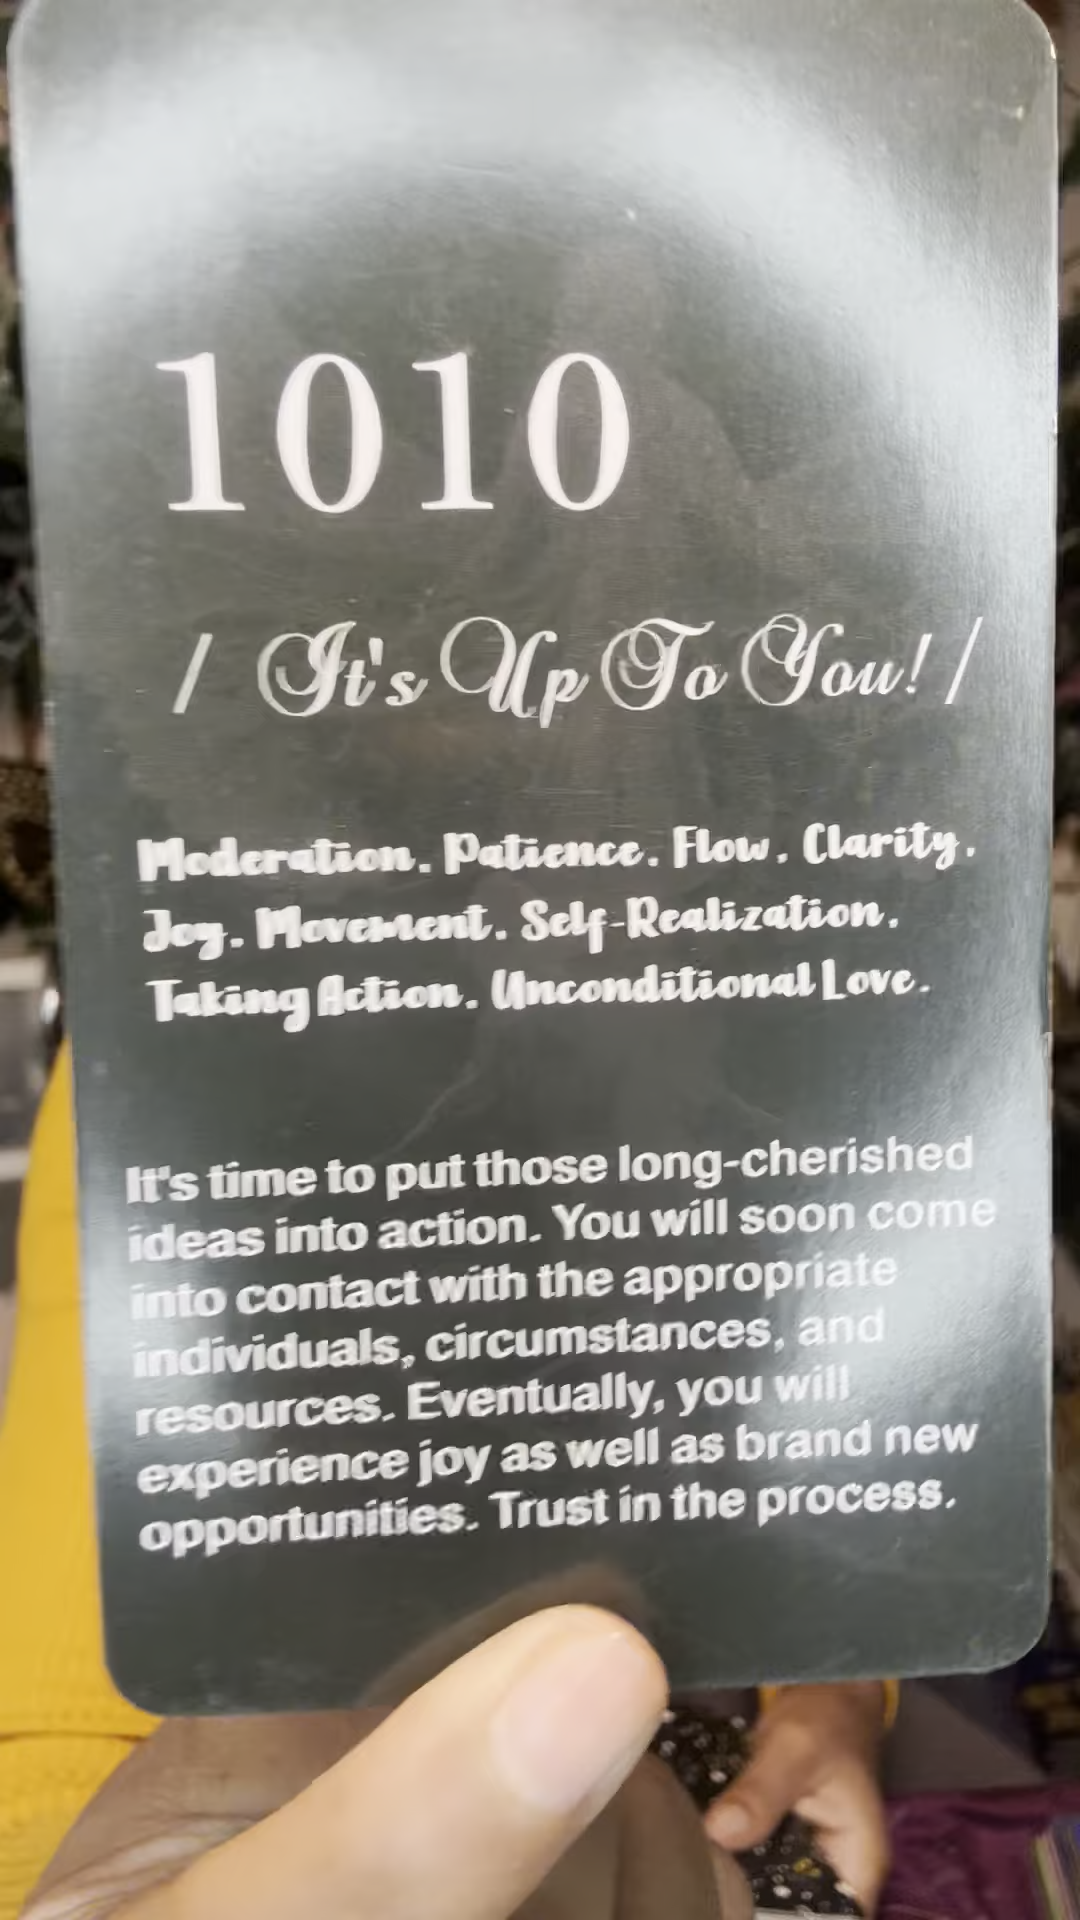 1010
/ It's Up To You! /
Moderation. Patience. Flow. Clarity.
Joy. Movement. Self-Realization.
Taking Action. Unconditional Love.
It's time to put those long-cherished
ideas into action. You will soon come
into contact with the appropriate
individuals, circumstances, and
resources. Eventually, you will
experience joy as well as brand new
opportunities. Trust in the process.